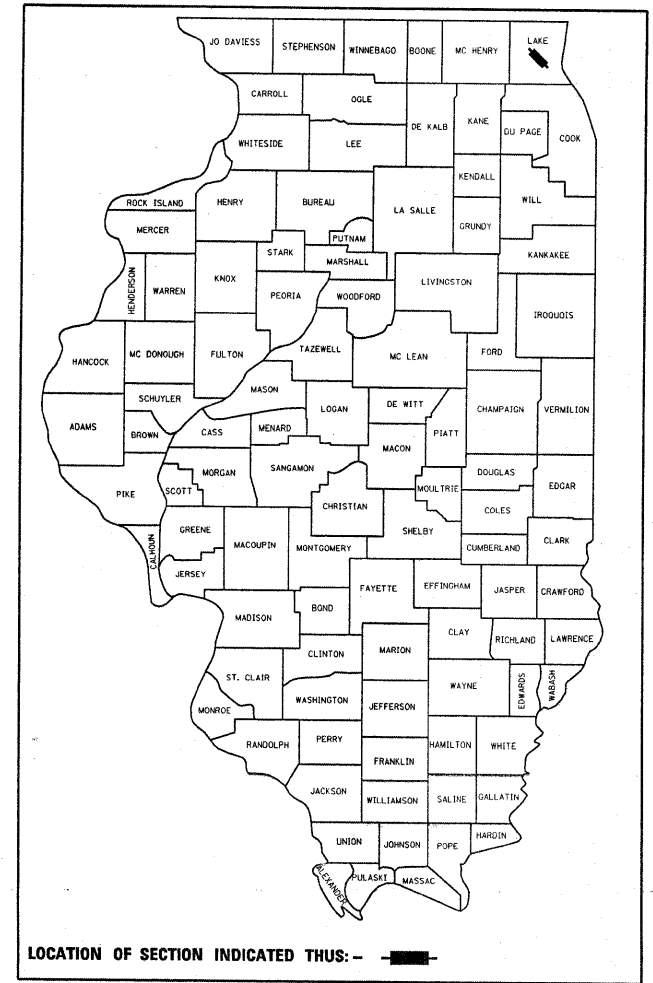 JO DAVIESS
STEPHENSON
WINNEBAGO
BOONE
MC HENRY
LAKE
CARROLL
OGLE
DE KALB
KANE
DU PAGE
COOK
WHITESIDE
LEE
KENDALL
WILL
ROCK ISLAND
HENRY
BUREAU
LA SALLE
GRUNDY
MERCER
PUTNAM
STARK
MARSHALL
KANKAKEE
HENDERSON
WARREN
KNOX
PEORIA
WOODFORD
LIVINGSTON
IROQUOIS
HANCOCK
MC DONOUGH
FULTON
TAZEWELL
MC LEAN
FORD
MASON
SCHUYLER
LOGAN
DE WITT
CHAMPAIGN
VERMILION
ADAMS
BROWN
CASS
MENARD
PIATT
MACON
MORGAN
SANGAMON
DOUGLAS
EDGAR
PIKE
SCOTT
CHRISTIAN
MOULTRIE
COLES
GREENE
MACOUPIN
MONTGOMERY
SHELBY
CUMBERLAND
CLARK
CALHOUN
JERSEY
FAYETTE
EFFINGHAM
JASPER
CRAWFORD
MADISON
BOND
CLAY
RICHLAND
LAWRENCE
CLINTON
MARION
ST. CLAIR
WAYNE
EDWARDS
WABASH
WASHINGTON
JEFFERSON
MONROE
RANDOLPH
PERRY
HAMILTON
WHITE
FRANKLIN
JACKSON
WILLIAMSON
SALINE
GALLATIN
UNION
JOHNSON
POPE
HARDIN
ALEXANDER
PULASKI
MASSAC
LOCATION OF SECTION INDICATED THUS: -